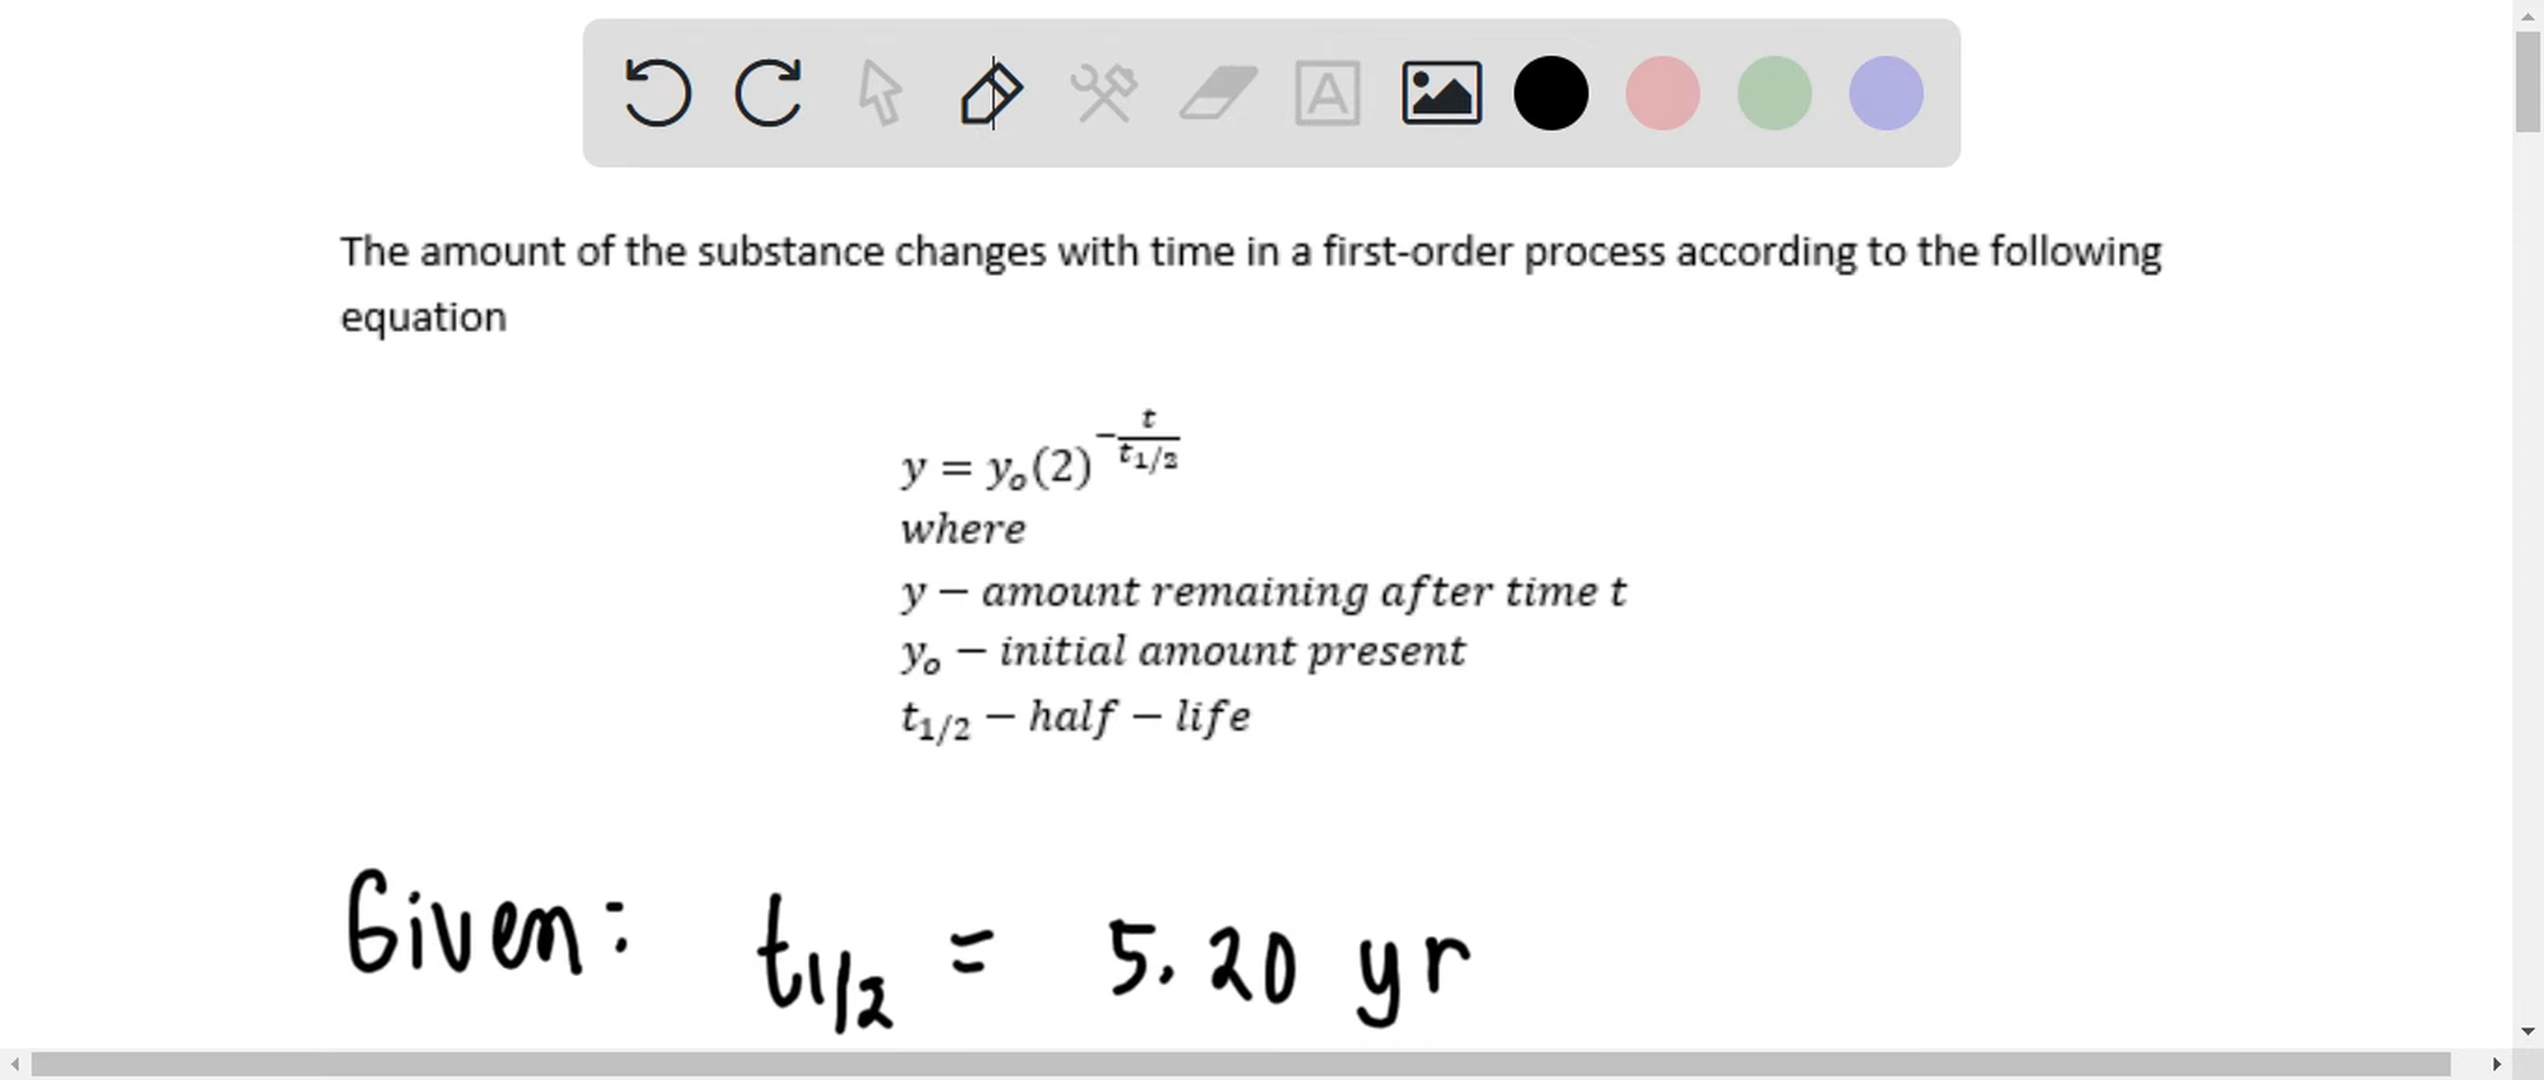 A
The amount of the substance changes with time in a first-order process according to the following
equation
y = yₒ(2)^(-t/t₁/₂)
where
y − amount remaining after time t
yₒ − initial amount present
t₁/₂ − half − life
Given: t₁/₂ = 5.20 yr